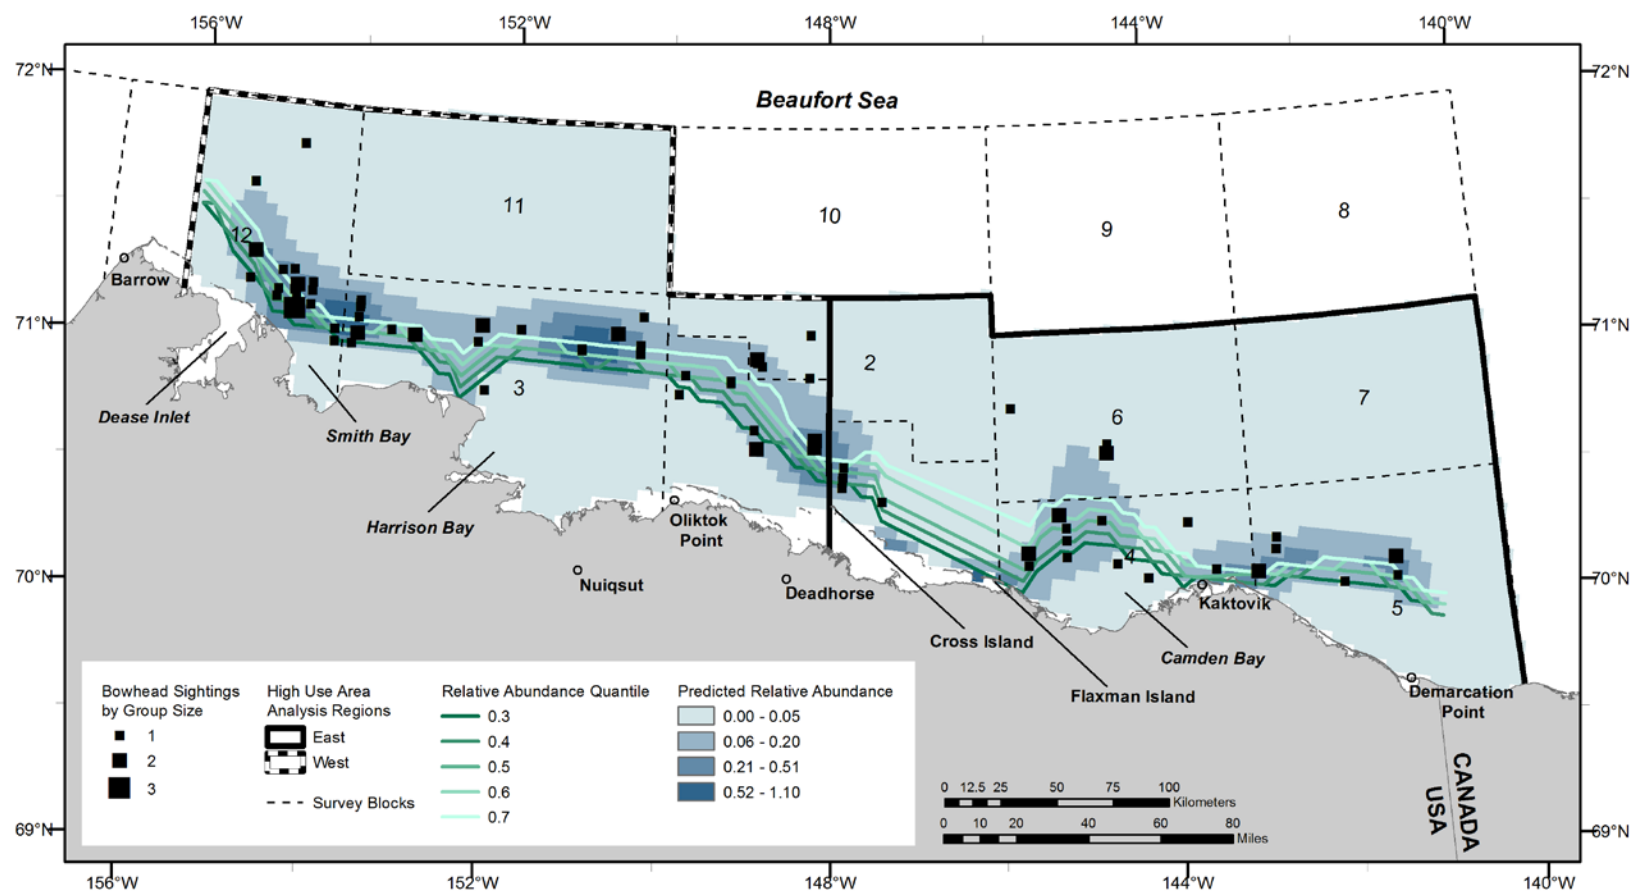 156°W 152°W 148°W 144°W 140°W
72°N 72°N
Beaufort Sea
11 10 9 8
12
Barrow
71°N 71°N
2
3
6 7
Dease Inlet
Smith Bay
Harrison Bay
Oliktok
Point
4
70°N 70°N
Nuiqsut
Deadhorse
Kaktovik
5
Cross Island
Camden Bay
Flaxman Island
Demarcation
Point
Bowhead Sightings
by Group Size
1
2
3
High Use Area
Analysis Regions
East
West
Survey Blocks
Relative Abundance Quantile
0.3
0.4
0.5
0.6
0.7
Predicted Relative Abundance
0.00 - 0.05
0.06 - 0.20
0.21 - 0.51
0.52 - 1.10
0 12.5 25 50 75 100
Kilometers
0 10 20 40 60 80
Miles
CANADA
USA
69°N 69°N
156°W 152°W 148°W 144°W 140°W